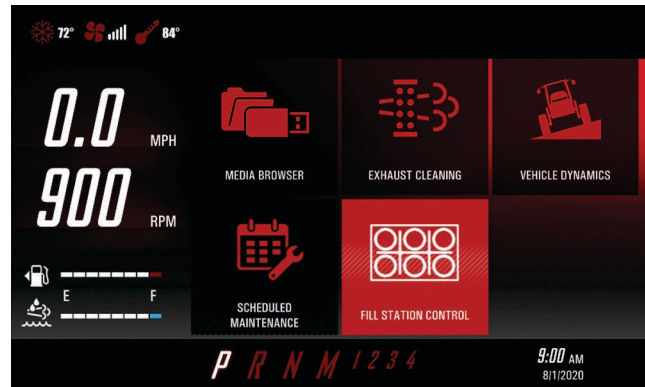 72° 84°
0.0 MPH
900 RPM
E F
MEDIA BROWSER
EXHAUST CLEANING
VEHICLE DYNAMICS
SCHEDULED
MAINTENANCE
FILL STATION CONTROL
P R N M 1 2 3 4
9:00 AM
8/1/2020